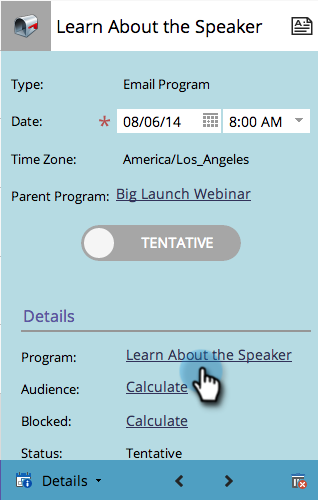 Learn About the Speaker
Type: Email Program
Date: * 08/06/14 8:00 AM
Time Zone: America/Los_Angeles
Parent Program: Big Launch Webinar
TENTATIVE
Details
Program: Learn About the Speaker
Audience: Calculate
Blocked: Calculate
Status: Tentative
Details